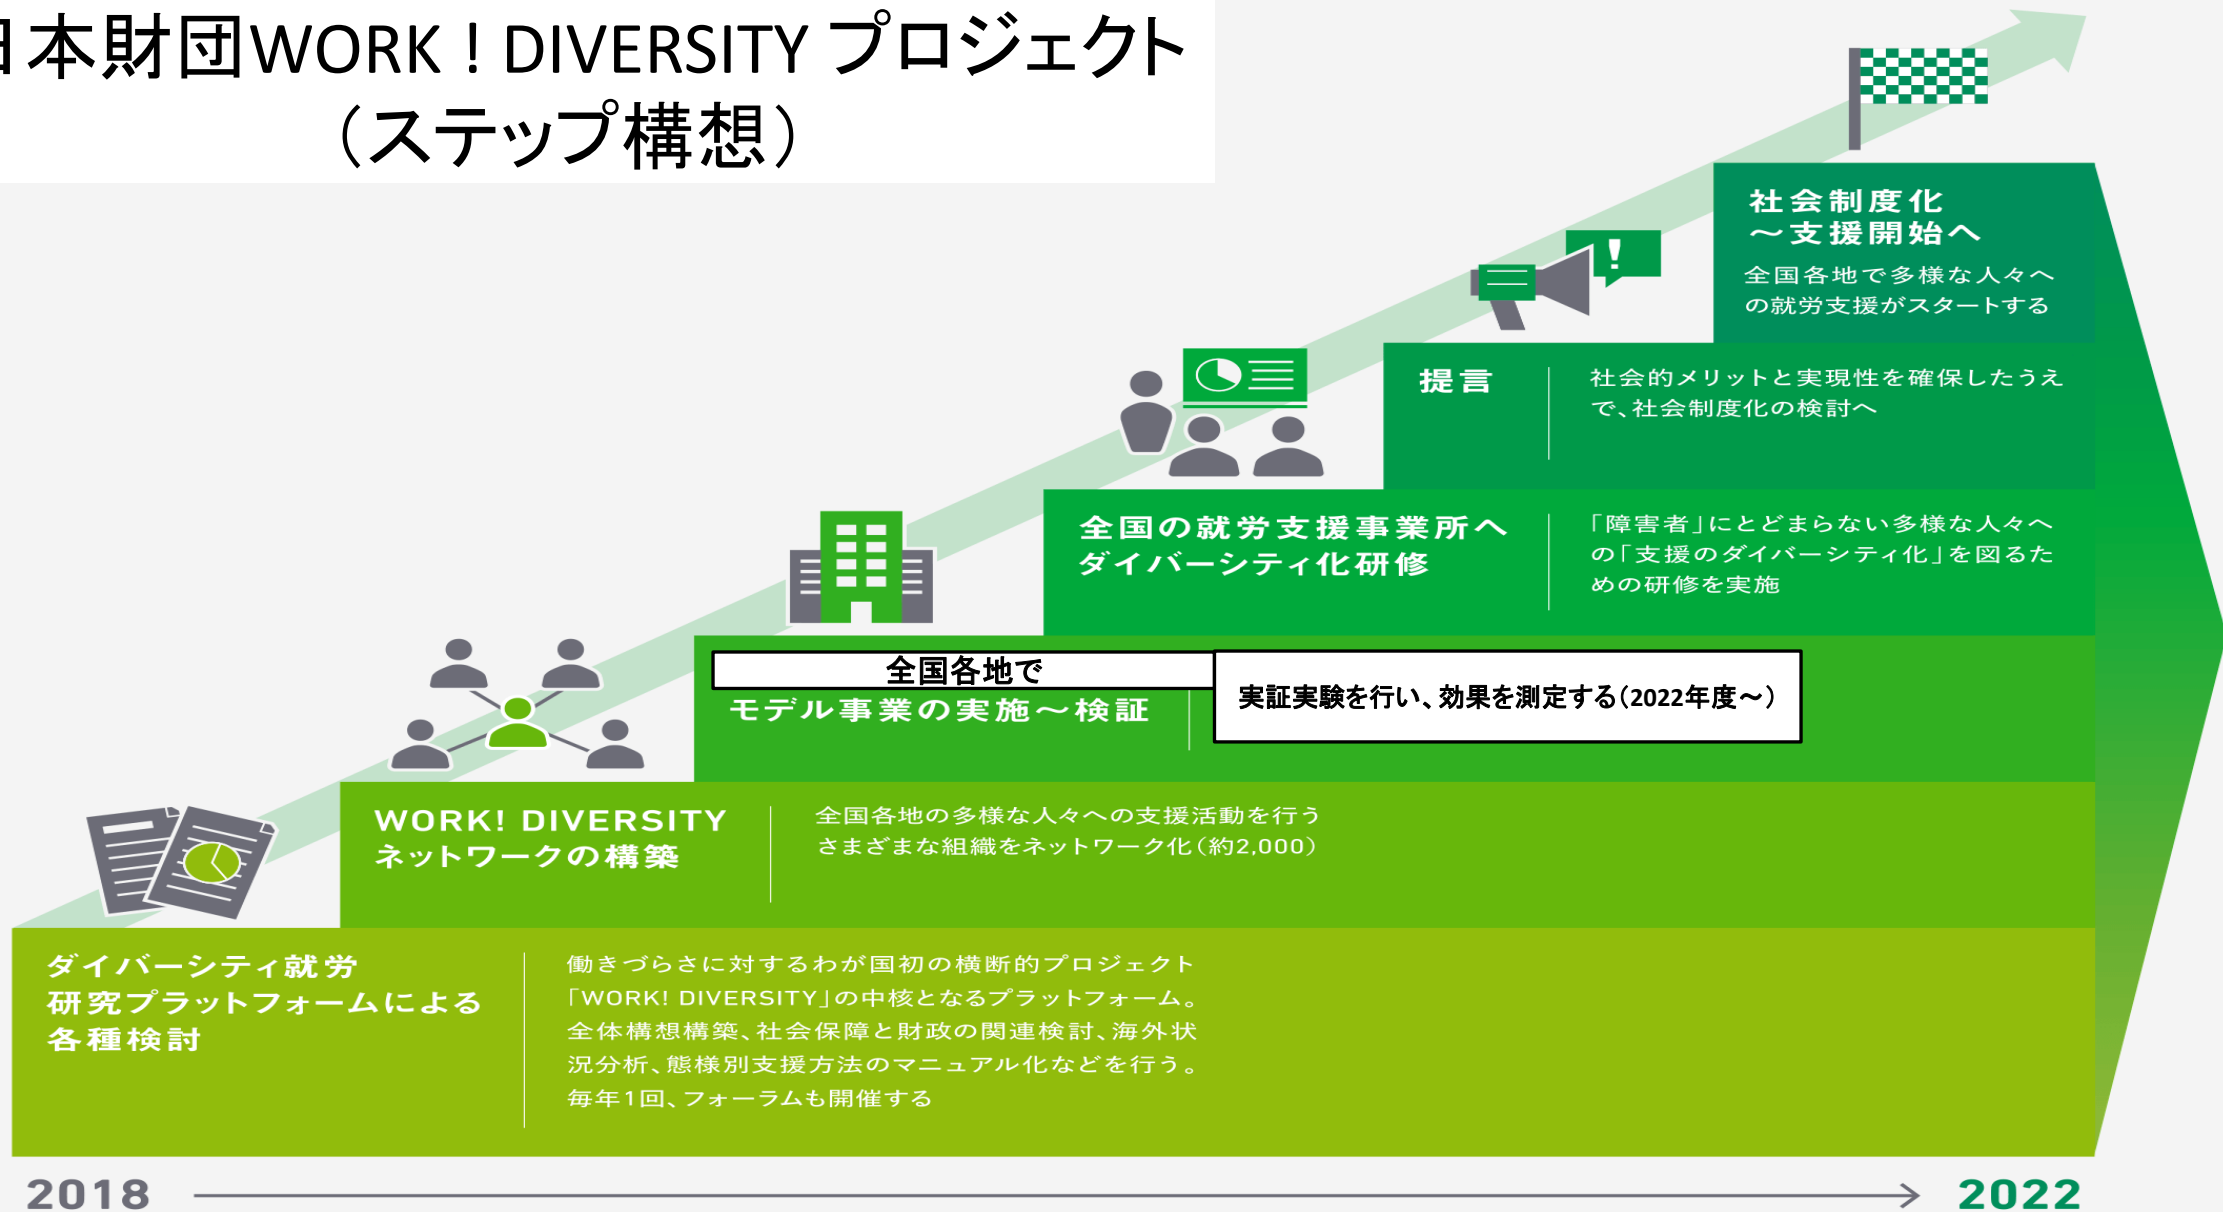 日本財団WORK！DIVERSITY プロジェクト
（ステップ構想）
社会制度化
～支援開始へ
全国各地で多様な人々へ
の就労支援がスタートする
提言
社会的メリットと実現性を確保したうえ
で、社会制度化の検討へ
全国の就労支援事業所へ
ダイバーシティ化研修
「障害者」にとどまらない多様な人々へ
の「支援のダイバーシティ化」を図るた
めの研修を実施
全国各地で
モデル事業の実施～検証
実証実験を行い、効果を測定する（2022年度～）
WORK! DIVERSITY
ネットワークの構築
全国各地の多様な人々への支援活動を行う
さまざまな組織をネットワーク化（約2,000）
ダイバーシティ就労
研究プラットフォームによる
各種検討
働きづらさに対するわが国初の横断的プロジェクト
「WORK! DIVERSITY」の中核となるプラットフォーム。
全体構想構築、社会保障と財政の関連検討、海外状
況分析、態様別支援方法のマニュアル化などを行う。
毎年1回、フォーラムも開催する
2018
2022